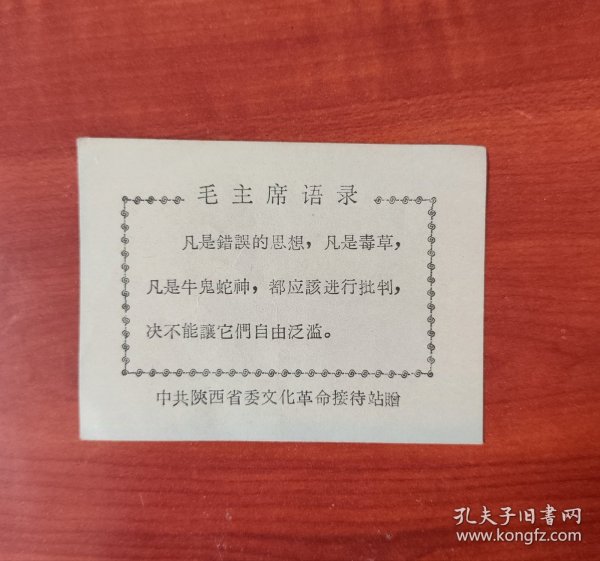 毛主席语录
凡是錯誤的思想，凡是毒草，
凡是牛鬼蛇神，都应該进行批判，
决不能讓它們自由泛滥。
中共陝西省委文化革命接待站贈
孔夫子旧書网
www.kongfz.com